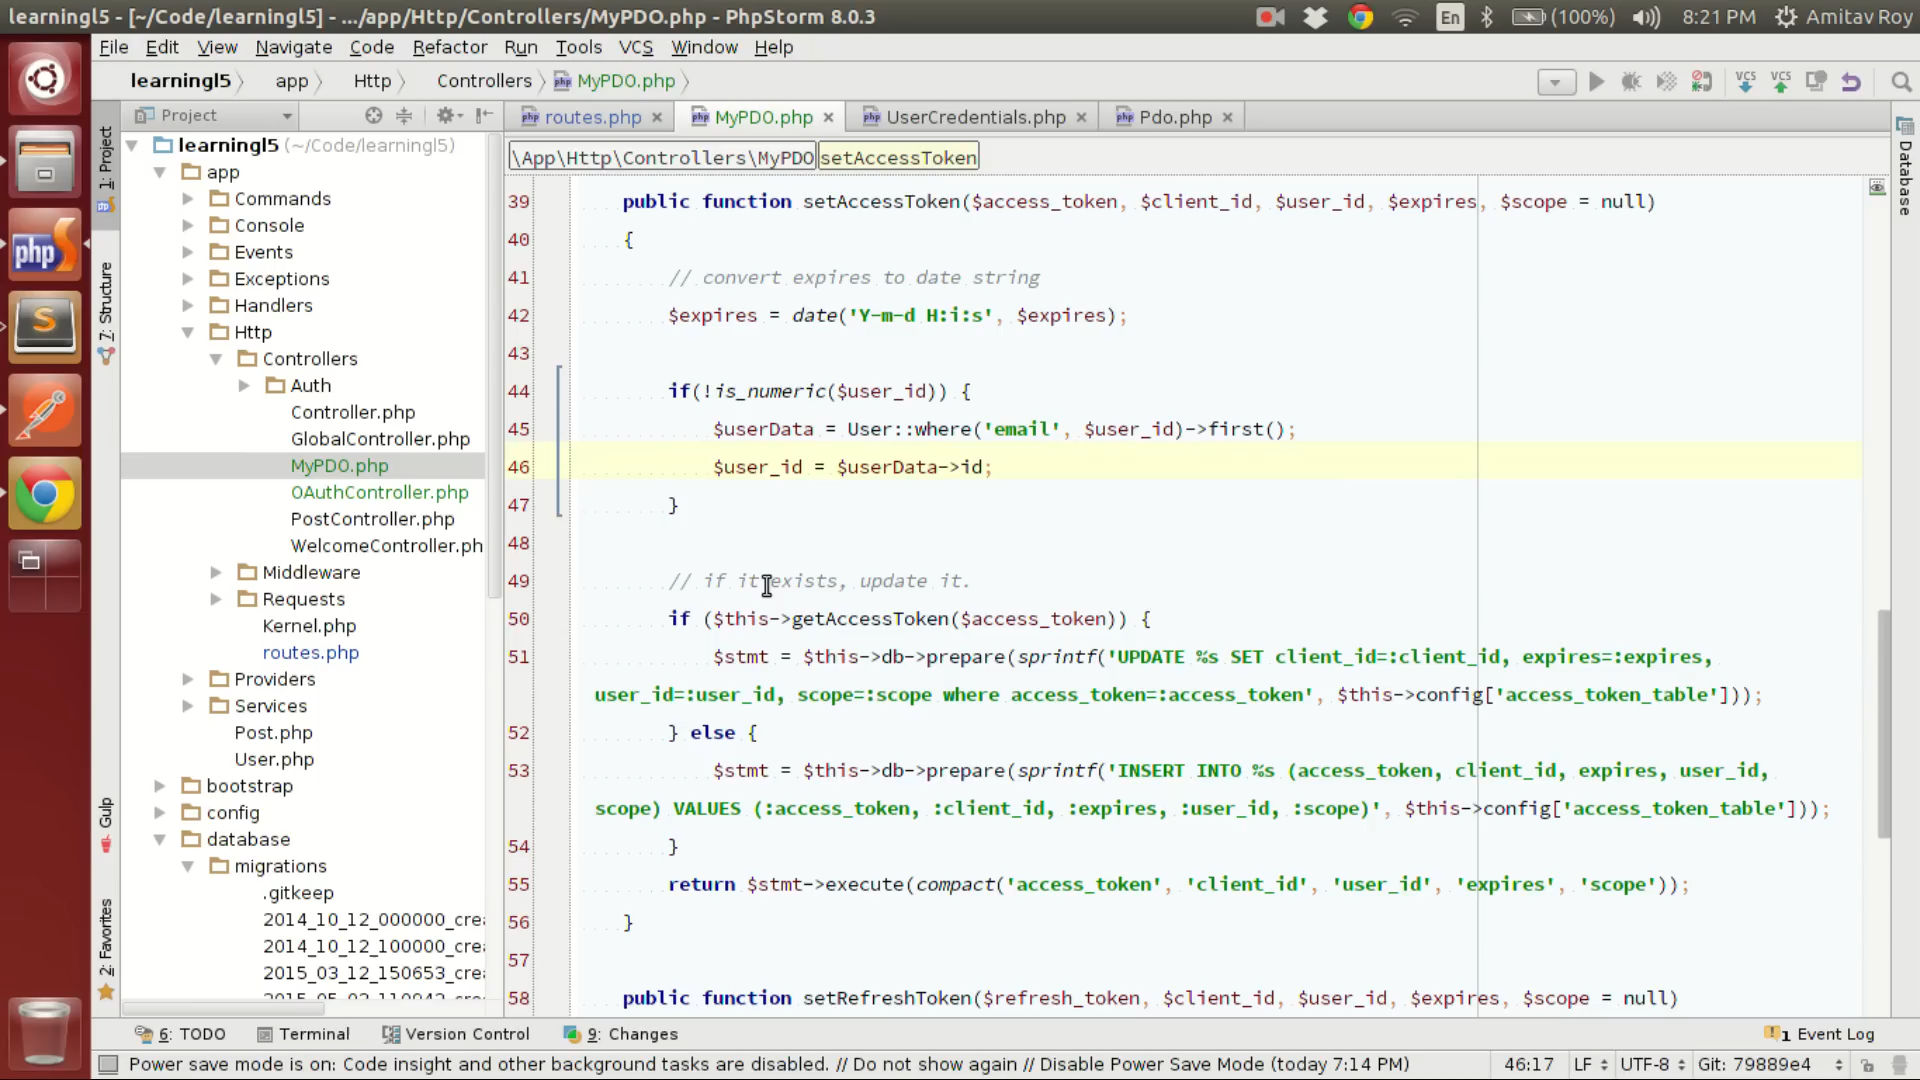 learningl5 - [~/Code/learningl5] - .../app/Http/Controllers/MyPDO.php - PhpStorm 8.0.3
En (100%) 8:21 PM Amitav Roy
File Edit View Navigate Code Refactor Run Tools VCS Window Help
learningl5 app Http Controllers MyPDO.php
VCS VCS
Project
routes.php MyPDO.php UserCredentials.php Pdo.php
\App\Http\Controllers\MyPDO setAccessToken
1: Project
7: Structure
Gulp
2: Favorites
Database
learningl5 (~/Code/learningl5)
app
Commands
Console
Events
Exceptions
Handlers
Http
Controllers
Auth
Controller.php
GlobalController.php
MyPDO.php
OAuthController.php
PostController.php
WelcomeController.ph
Middleware
Requests
Kernel.php
routes.php
Providers
Services
Post.php
User.php
bootstrap
config
database
migrations
.gitkeep
2014_10_12_000000_crea
2014_10_12_100000_crea
2015_03_12_150653_crea
39 public function setAccessToken($access_token, $client_id, $user_id, $expires, $scope = null)
40 {
41 // convert expires to date string
42 $expires = date('Y-m-d H:i:s', $expires);
43
44 if(!is_numeric($user_id)) {
45 $userData = User::where('email', $user_id)->first();
46 $user_id = $userData->id;
47 }
48
49 // if it exists, update it.
50 if ($this->getAccessToken($access_token)) {
51 $stmt = $this->db->prepare(sprintf('UPDATE %s SET client_id=:client_id, expires=:expires,
user_id=:user_id, scope=:scope where access_token=:access_token', $this->config['access_token_table']));
52 } else {
53 $stmt = $this->db->prepare(sprintf('INSERT INTO %s (access_token, client_id, expires, user_id,
scope) VALUES (:access_token, :client_id, :expires, :user_id, :scope)', $this->config['access_token_table']));
54 }
55 return $stmt->execute(compact('access_token', 'client_id', 'user_id', 'expires', 'scope'));
56 }
57
58 public function setRefreshToken($refresh_token, $client_id, $user_id, $expires, $scope = null)
6: TODO Terminal Version Control 9: Changes 1 Event Log
Power save mode is on: Code insight and other background tasks are disabled. // Do not show again // Disable Power Save Mode (today 7:14 PM) 46:17 LF UTF-8 Git: 79889e4